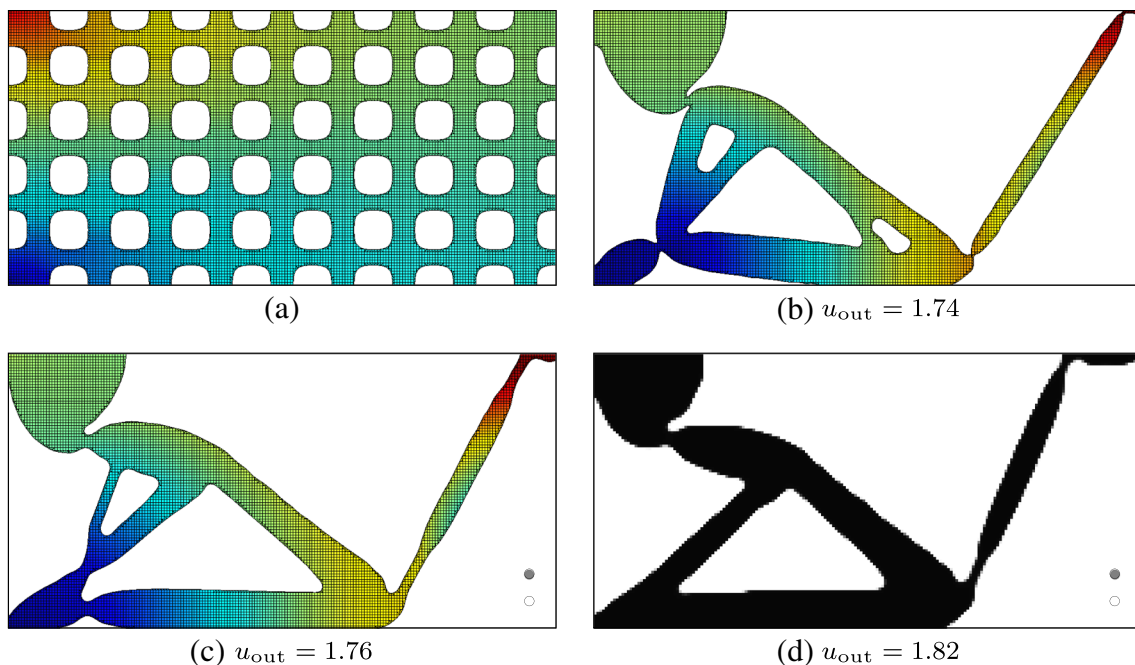 (a)
(b) u_out = 1.74
(c) u_out = 1.76
(d) u_out = 1.82